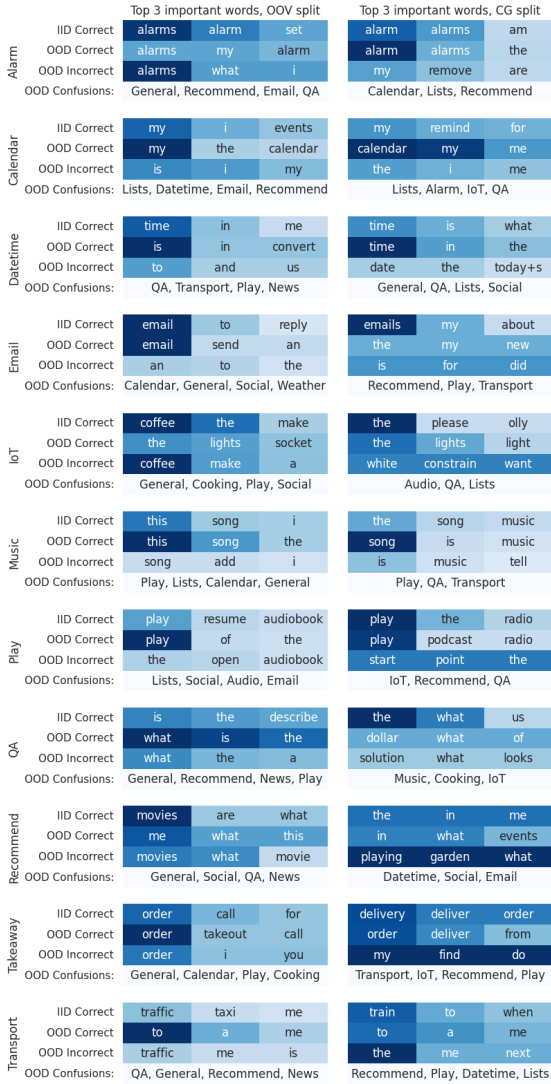 Top 3 important words, OOV split Top 3 important words, CG split
Alarm
IID Correct alarms alarm set alarm alarms am
OOD Correct alarms my alarm alarm alarms the
OOD Incorrect alarms what i my remove are
OOD Confusions: General, Recommend, Email, QA Calendar, Lists, Recommend
Calendar
IID Correct my i events my remind for
OOD Correct my the calendar calendar my me
OOD Incorrect is i my the i me
OOD Confusions: Lists, Datetime, Email, Recommend Lists, Alarm, IoT, QA
Datetime
IID Correct time in me time is what
OOD Correct is in convert time in the
OOD Incorrect to and us date the today+s
OOD Confusions: QA, Transport, Play, News General, QA, Lists, Social
Email
IID Correct email to reply emails my about
OOD Correct email send an the my new
OOD Incorrect an to the is for did
OOD Confusions: Calendar, General, Social, Weather Recommend, Play, Transport
IoT
IID Correct coffee the make the please olly
OOD Correct the lights socket the lights light
OOD Incorrect coffee make a white constrain want
OOD Confusions: General, Cooking, Play, Social Audio, QA, Lists
Music
IID Correct this song i the song music
OOD Correct this song the song is music
OOD Incorrect song add i is music tell
OOD Confusions: Play, Lists, Calendar, General Play, QA, Transport
Play
IID Correct play resume audiobook play the radio
OOD Correct play of the play podcast radio
OOD Incorrect the open audiobook start point the
OOD Confusions: Lists, Social, Audio, Email IoT, Recommend, QA
QA
IID Correct is the describe the what us
OOD Correct what is the dollar what of
OOD Incorrect what the a solution what looks
OOD Confusions: General, Recommend, News, Play Music, Cooking, IoT
Recommend
IID Correct movies are what the in me
OOD Correct me what this in what events
OOD Incorrect movies what movie playing garden what
OOD Confusions: General, Social, QA, News Datetime, Social, Email
Takeaway
IID Correct order call for delivery deliver order
OOD Correct order takeout call order deliver from
OOD Incorrect order i you my find do
OOD Confusions: General, Calendar, Play, Cooking Transport, IoT, Recommend, Play
Transport
IID Correct traffic taxi me train to when
OOD Correct to a me to a me
OOD Incorrect traffic me is the me next
OOD Confusions: QA, General, Recommend, News Recommend, Play, Datetime, Lists